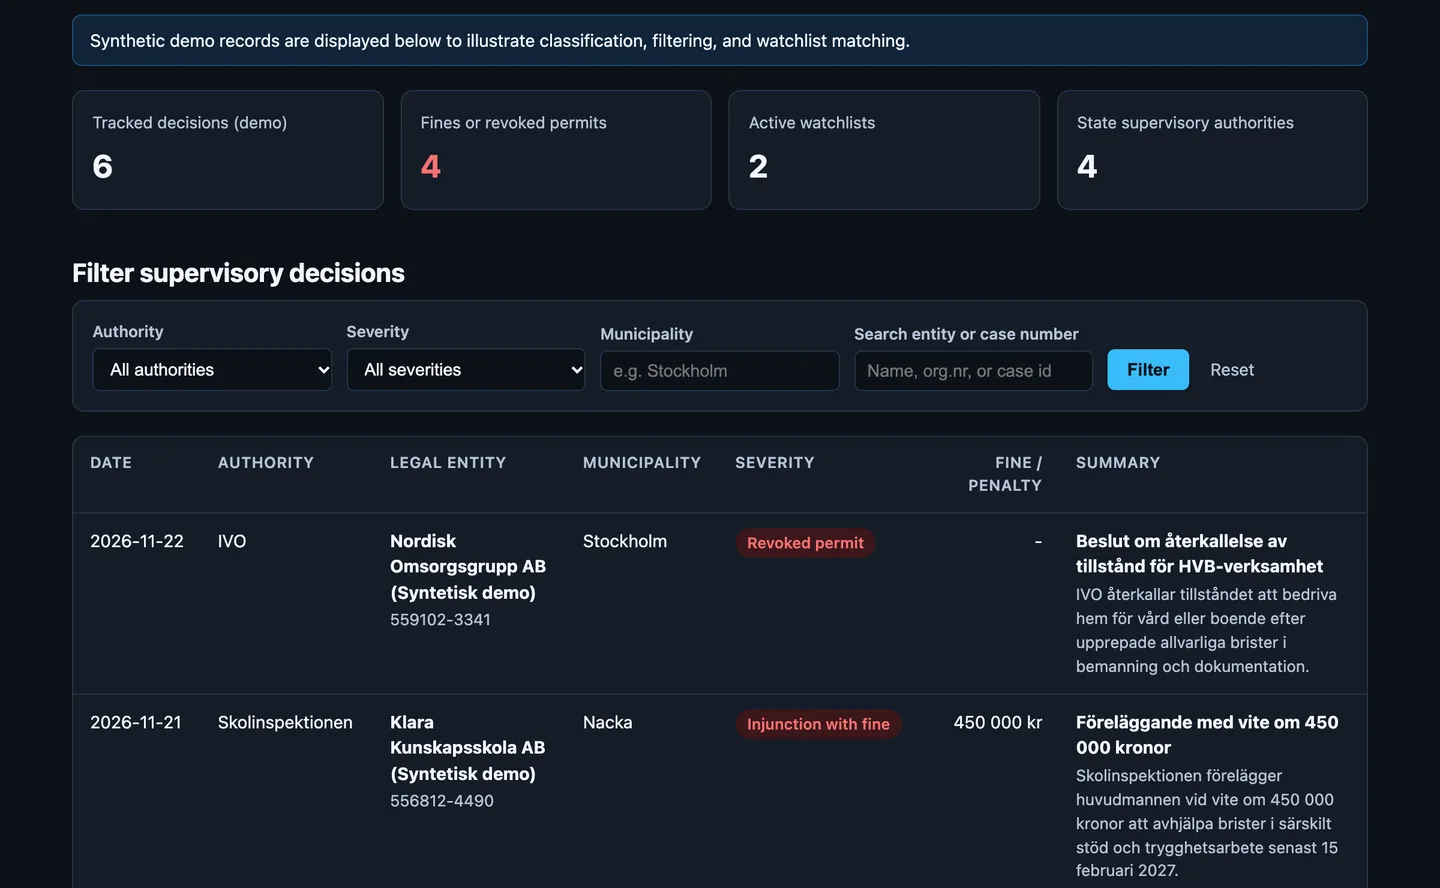 Synthetic demo records are displayed below to illustrate classification, filtering, and watchlist matching.
Tracked decisions (demo)
6
Fines or revoked permits
4
Active watchlists
2
State supervisory authorities
4
Filter supervisory decisions
Authority
All authorities
Severity
All severities
Municipality
e.g. Stockholm
Search entity or case number
Name, org.nr, or case id
Filter
Reset
DATE
AUTHORITY
LEGAL ENTITY
MUNICIPALITY
SEVERITY
FINE /
PENALTY
SUMMARY
2026-11-22
IVO
Nordisk
Omsorgsgrupp AB
(Syntetisk demo)
559102-3341
Stockholm
Revoked permit
-
Beslut om återkallelse av
tillstånd för HVB-verksamhet
IVO återkallar tillståndet att bedriva
hem för vård eller boende efter
upprepade allvarliga brister i
bemanning och dokumentation.
2026-11-21
Skolinspektionen
Klara
Kunskapsskola AB
(Syntetisk demo)
556812-4490
Nacka
Injunction with fine
450 000 kr
Föreläggande med vite om 450
000 kronor
Skolinspektionen förelägger
huvudmannen vid vite om 450 000
kronor att avhjälpa brister i särskilt
stöd och trygghetsarbete senast 15
februari 2027.